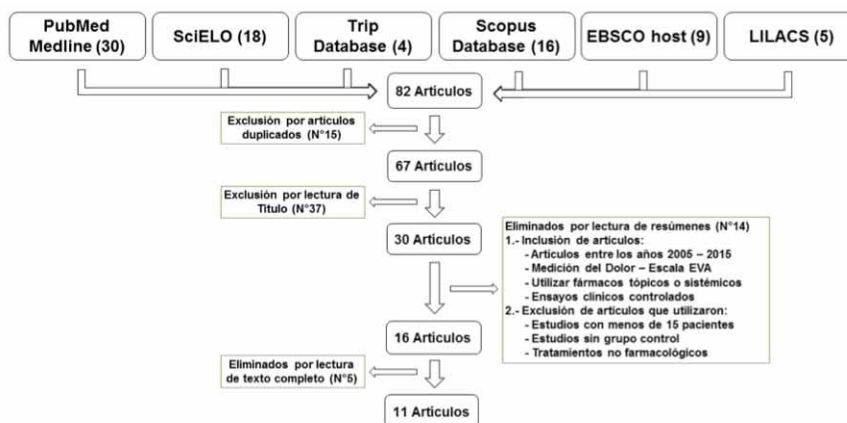 PubMed
Medline (30)
SciELO (18)
Trip
Database (4)
Scopus
Database (16)
EBSCO host (9)
LILACS (5)
82 Artículos
Exclusión por artículos
duplicados (N°15)
67 Artículos
Exclusión por lectura de
Titulo (N°37)
30 Artículos
Eliminados por lectura de resúmenes (N°14)
1.- Inclusión de artículos:
- Artículos entre los años 2005 – 2015
- Medición del Dolor – Escala EVA
- Utilizar fármacos tópicos o sistémicos
- Ensayos clínicos controlados
2.- Exclusión de artículos que utilizaron:
- Estudios con menos de 15 pacientes
- Estudios sin grupo control
- Tratamientos no farmacológicos
16 Artículos
Eliminados por lectura
de texto completo (N°5)
11 Artículos